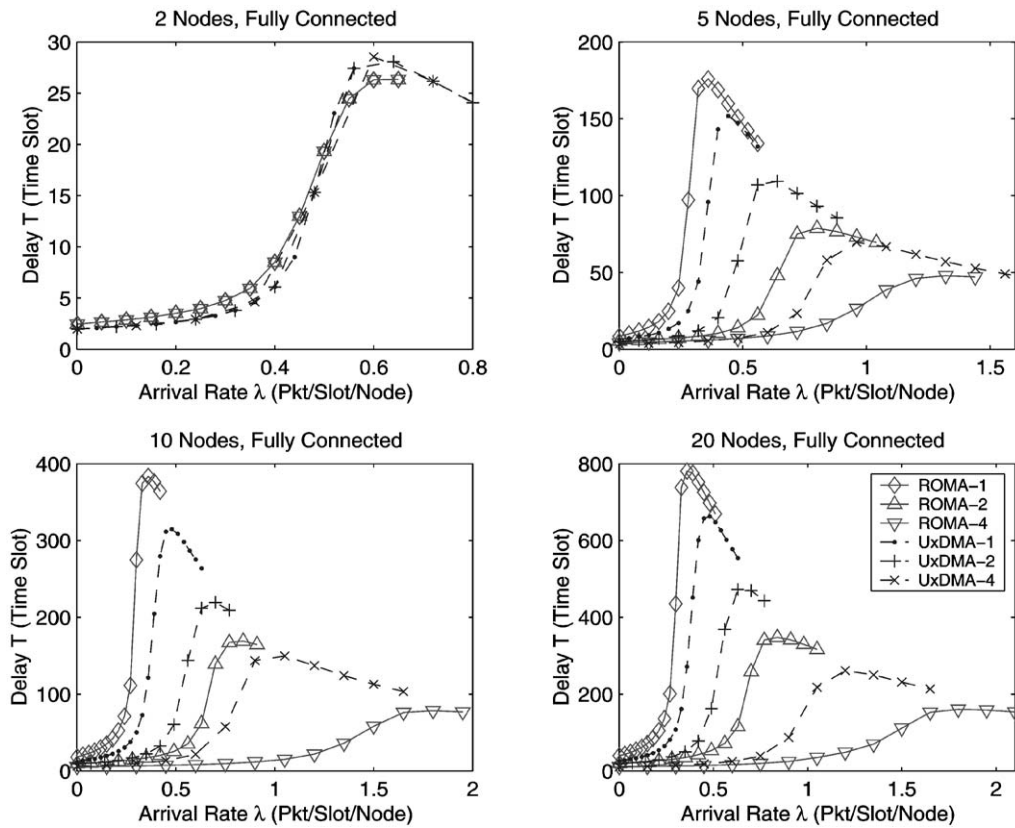 2 Nodes, Fully Connected
30
25
20
15
10
5
0
0 0.2 0.4 0.6 0.8
Delay T (Time Slot)
Arrival Rate λ (Pkt/Slot/Node)
5 Nodes, Fully Connected
200
150
100
50
0
0 0.5 1 1.5
Delay T (Time Slot)
Arrival Rate λ (Pkt/Slot/Node)
10 Nodes, Fully Connected
400
300
200
100
0
0 0.5 1 1.5 2
Delay T (Time Slot)
Arrival Rate λ (Pkt/Slot/Node)
20 Nodes, Fully Connected
800
600
400
200
0
0 0.5 1 1.5 2
Delay T (Time Slot)
Arrival Rate λ (Pkt/Slot/Node)
ROMA-1
ROMA-2
ROMA-4
UxDMA-1
UxDMA-2
UxDMA-4